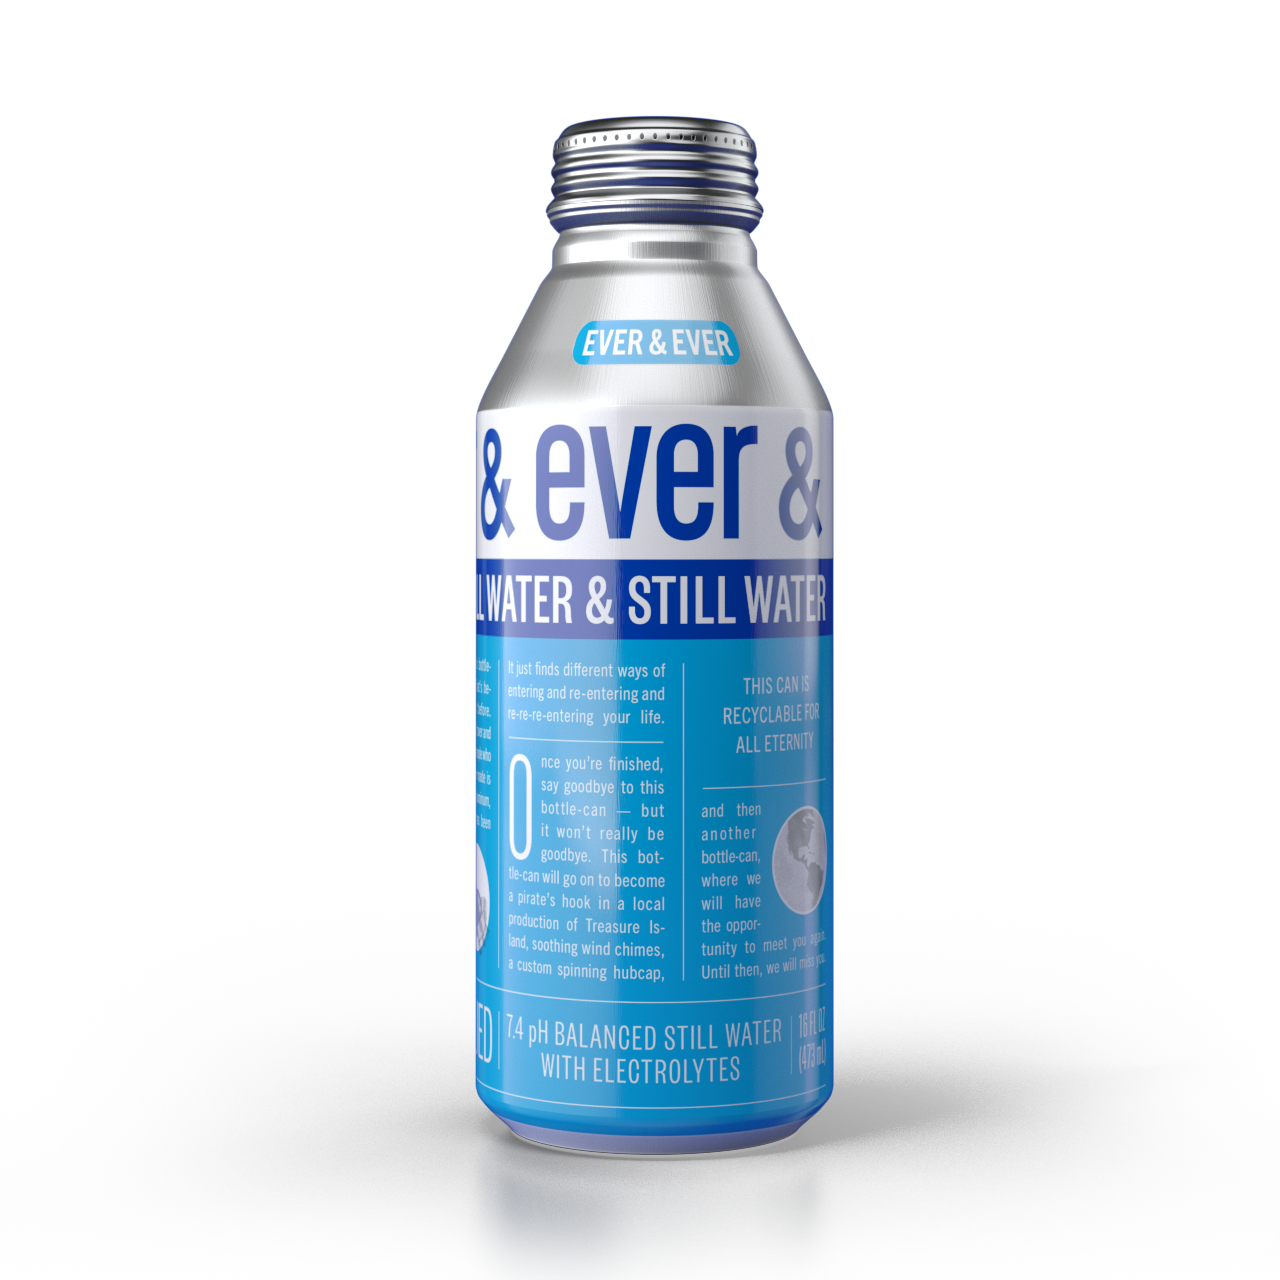 EVER & EVER
& ever &
WATER & STILL WATER
It just finds different ways of
entering and re-entering and
re-re-re-entering your life.
Once you're finished,
say goodbye to this
bottle-can — but
it won't really be
goodbye. This bot-
tle-can will go on to become
a pirate's hook in a local
production of Treasure Is-
land, soothing wind chimes,
a custom spinning hubcap,
THIS CAN IS
RECYCLABLE FOR
ALL ETERNITY
and then
another
bottle-can,
where we
will have
the oppor-
tunity to meet you again.
Until then, we will miss you.
7.4 pH BALANCED STILL WATER
WITH ELECTROLYTES
16 FL OZ
(473 mL)